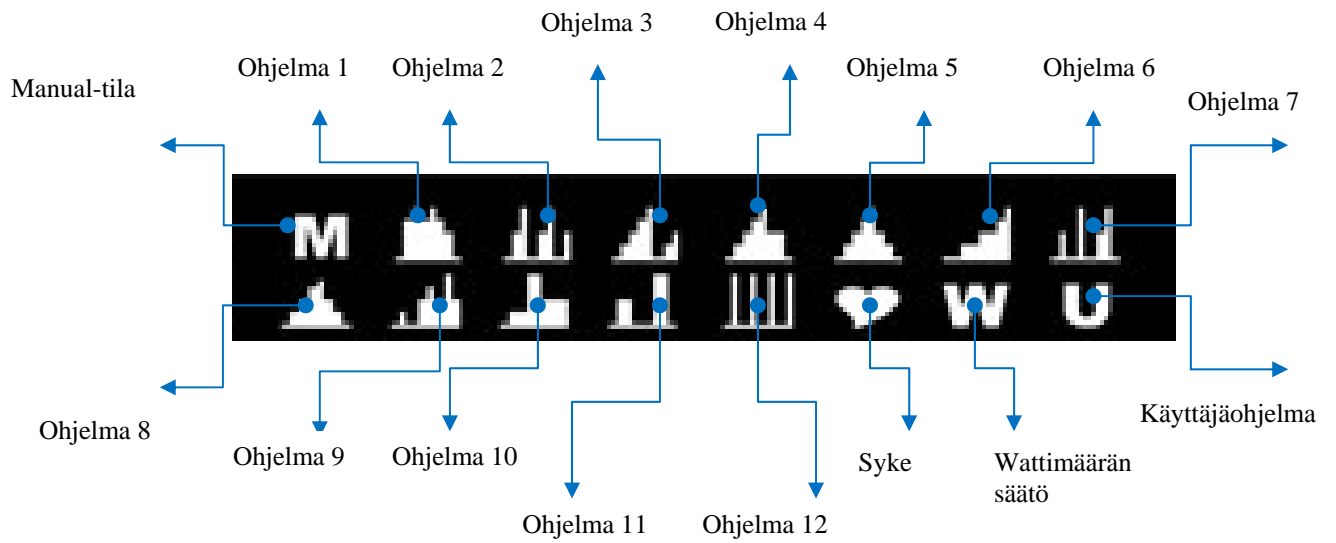 Ohjelma 3
Ohjelma 4
Manual-tila
Ohjelma 1
Ohjelma 2
Ohjelma 5
Ohjelma 6
Ohjelma 7
M
W
U
Ohjelma 8
Ohjelma 9
Ohjelma 10
Syke
Wattimäärän
säätö
Käyttäjäohjelma
Ohjelma 11
Ohjelma 12